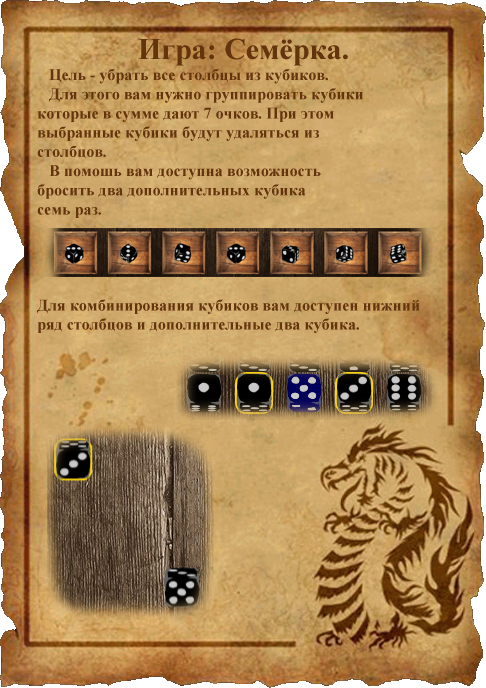 Игра: Семёрка.
Цель - убрать все столбцы из кубиков.
Для этого вам нужно группировать кубики
которые в сумме дают 7 очков. При этом
выбранные кубики будут удаляться из
столбцов.
В помощь вам доступна возможность
бросить два дополнительных кубика
семь раз.
Для комбинирования кубиков вам доступен нижний
ряд столбцов и дополнительные два кубика.